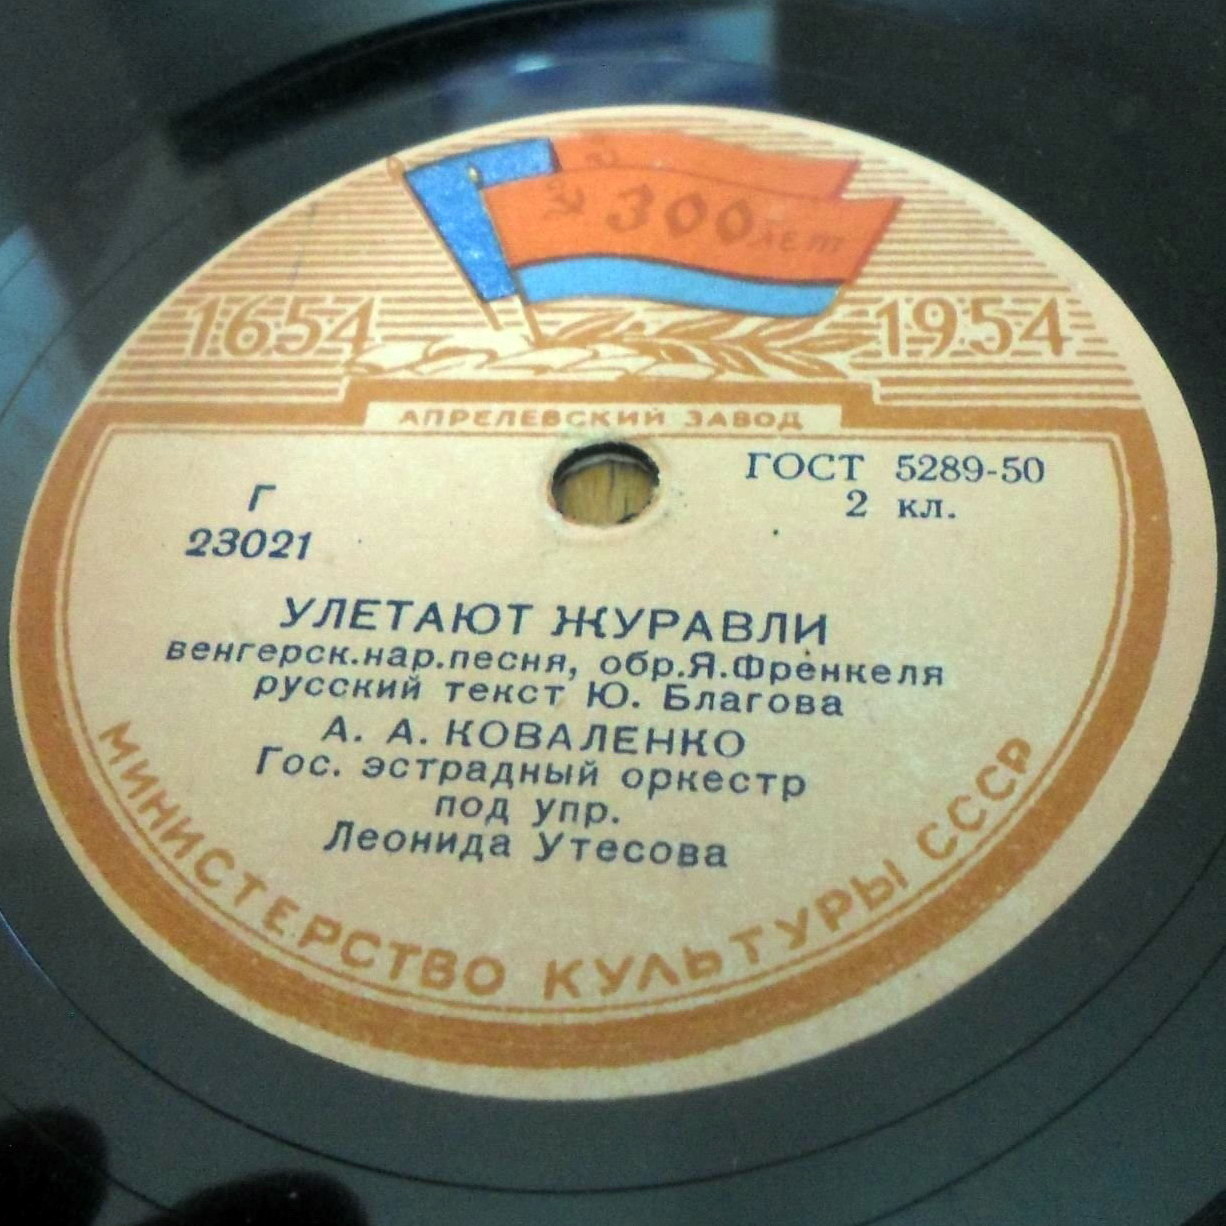 300 лет
1654 1954
АПРЕЛЕВСКИЙ ЗАВОД
ГОСТ 5289-50
2 кл.
Г
23021
УЛЕТАЮТ ЖУРАВЛИ
венгерск.нар.песня, обр.Я.Френкеля
русский текст Ю. Благова
А. А. КОВАЛЕНКО
Гос. эстрадный оркестр
под упр.
Леонида Утесова
МИНИСТЕРСТВО КУЛЬТУРЫ СССР